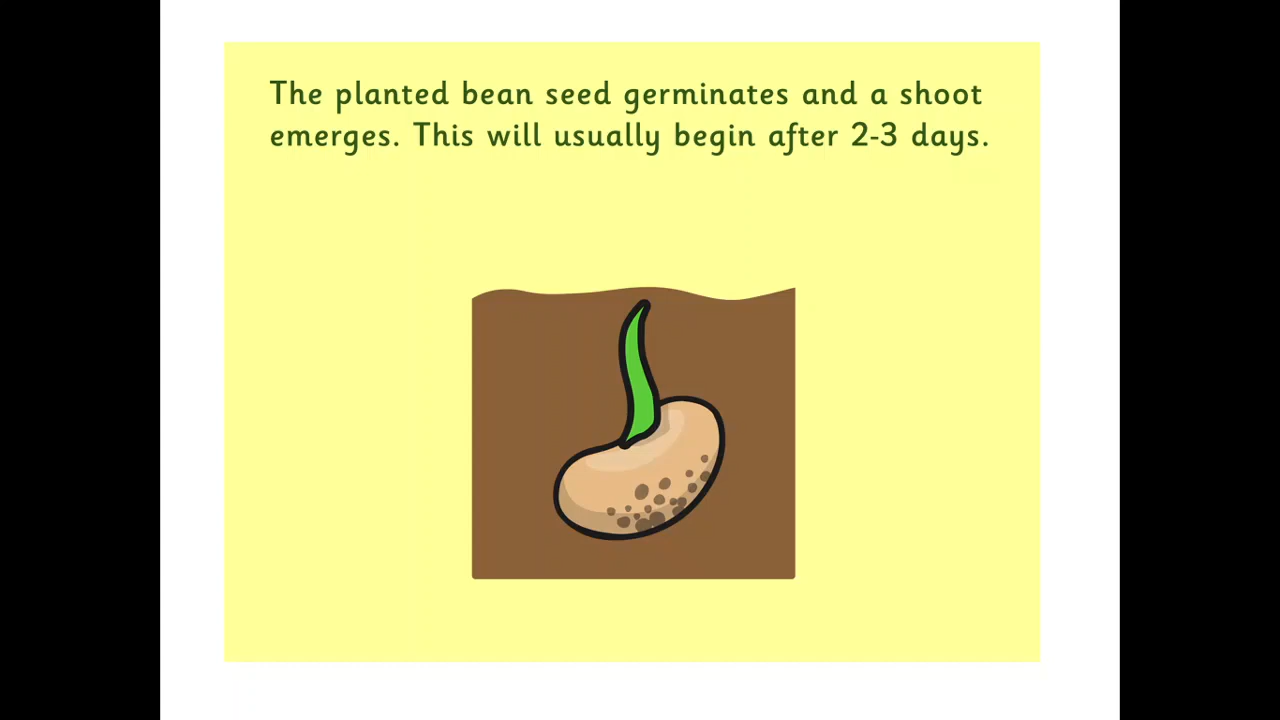 The planted bean seed germinates and a shoot
emerges. This will usually begin after 2-3 days.